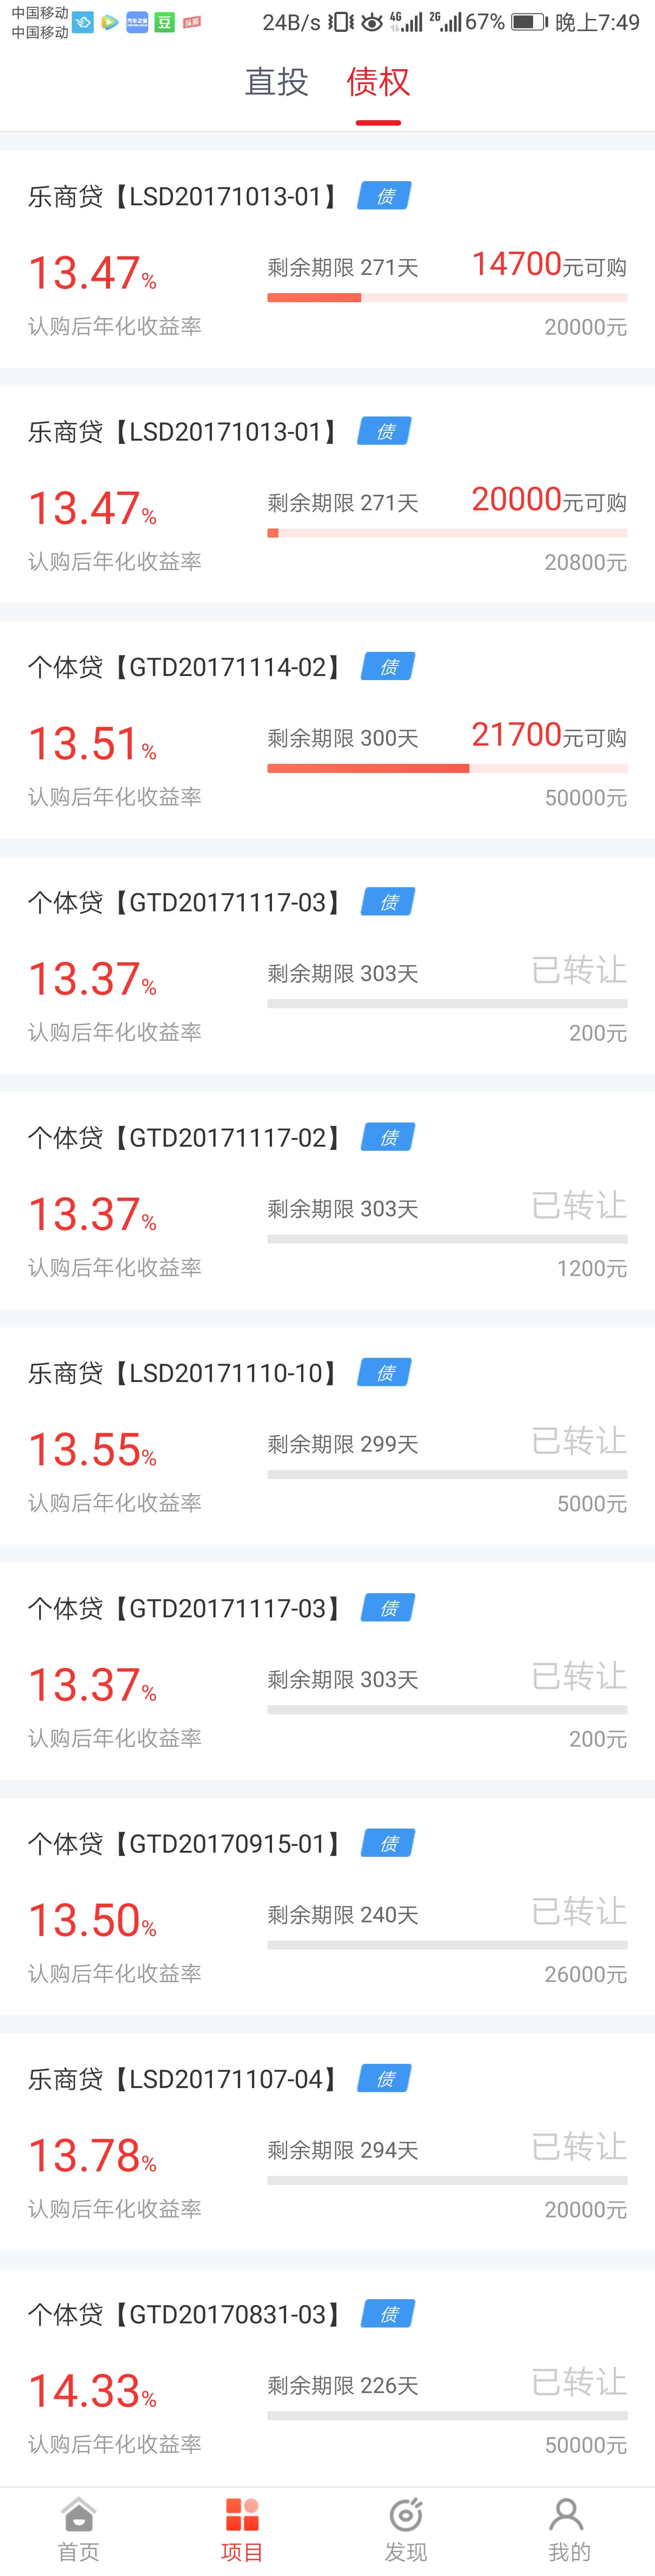 中国移动
中国移动
24B/s 4G 2G 67% 晚上7:49
直投 债权
乐商贷【LSD20171013-01】 债
13.47% 剩余期限 271天 14700元可购
认购后年化收益率 20000元
乐商贷【LSD20171013-01】 债
13.47% 剩余期限 271天 20000元可购
认购后年化收益率 20800元
个体贷【GTD20171114-02】 债
13.51% 剩余期限 300天 21700元可购
认购后年化收益率 50000元
个体贷【GTD20171117-03】 债
13.37% 剩余期限 303天 已转让
认购后年化收益率 200元
个体贷【GTD20171117-02】 债
13.37% 剩余期限 303天 已转让
认购后年化收益率 1200元
乐商贷【LSD20171110-10】 债
13.55% 剩余期限 299天 已转让
认购后年化收益率 5000元
个体贷【GTD20171117-03】 债
13.37% 剩余期限 303天 已转让
认购后年化收益率 200元
个体贷【GTD20170915-01】 债
13.50% 剩余期限 240天 已转让
认购后年化收益率 26000元
乐商贷【LSD20171107-04】 债
13.78% 剩余期限 294天 已转让
认购后年化收益率 20000元
个体贷【GTD20170831-03】 债
14.33% 剩余期限 226天 已转让
认购后年化收益率 50000元
首页 项目 发现 我的